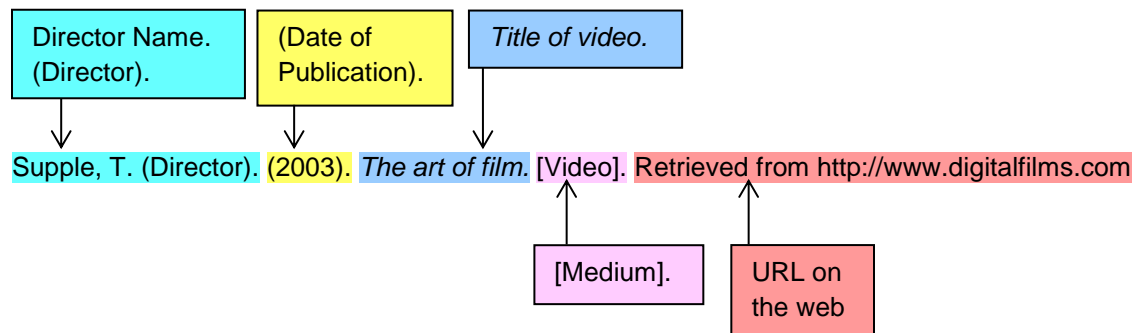 Director Name.
(Director).
(Date of
Publication).
Title of video.
Supple, T. (Director). (2003). The art of film. [Video]. Retrieved from http://www.digitalfilms.com
[Medium].
URL on
the web